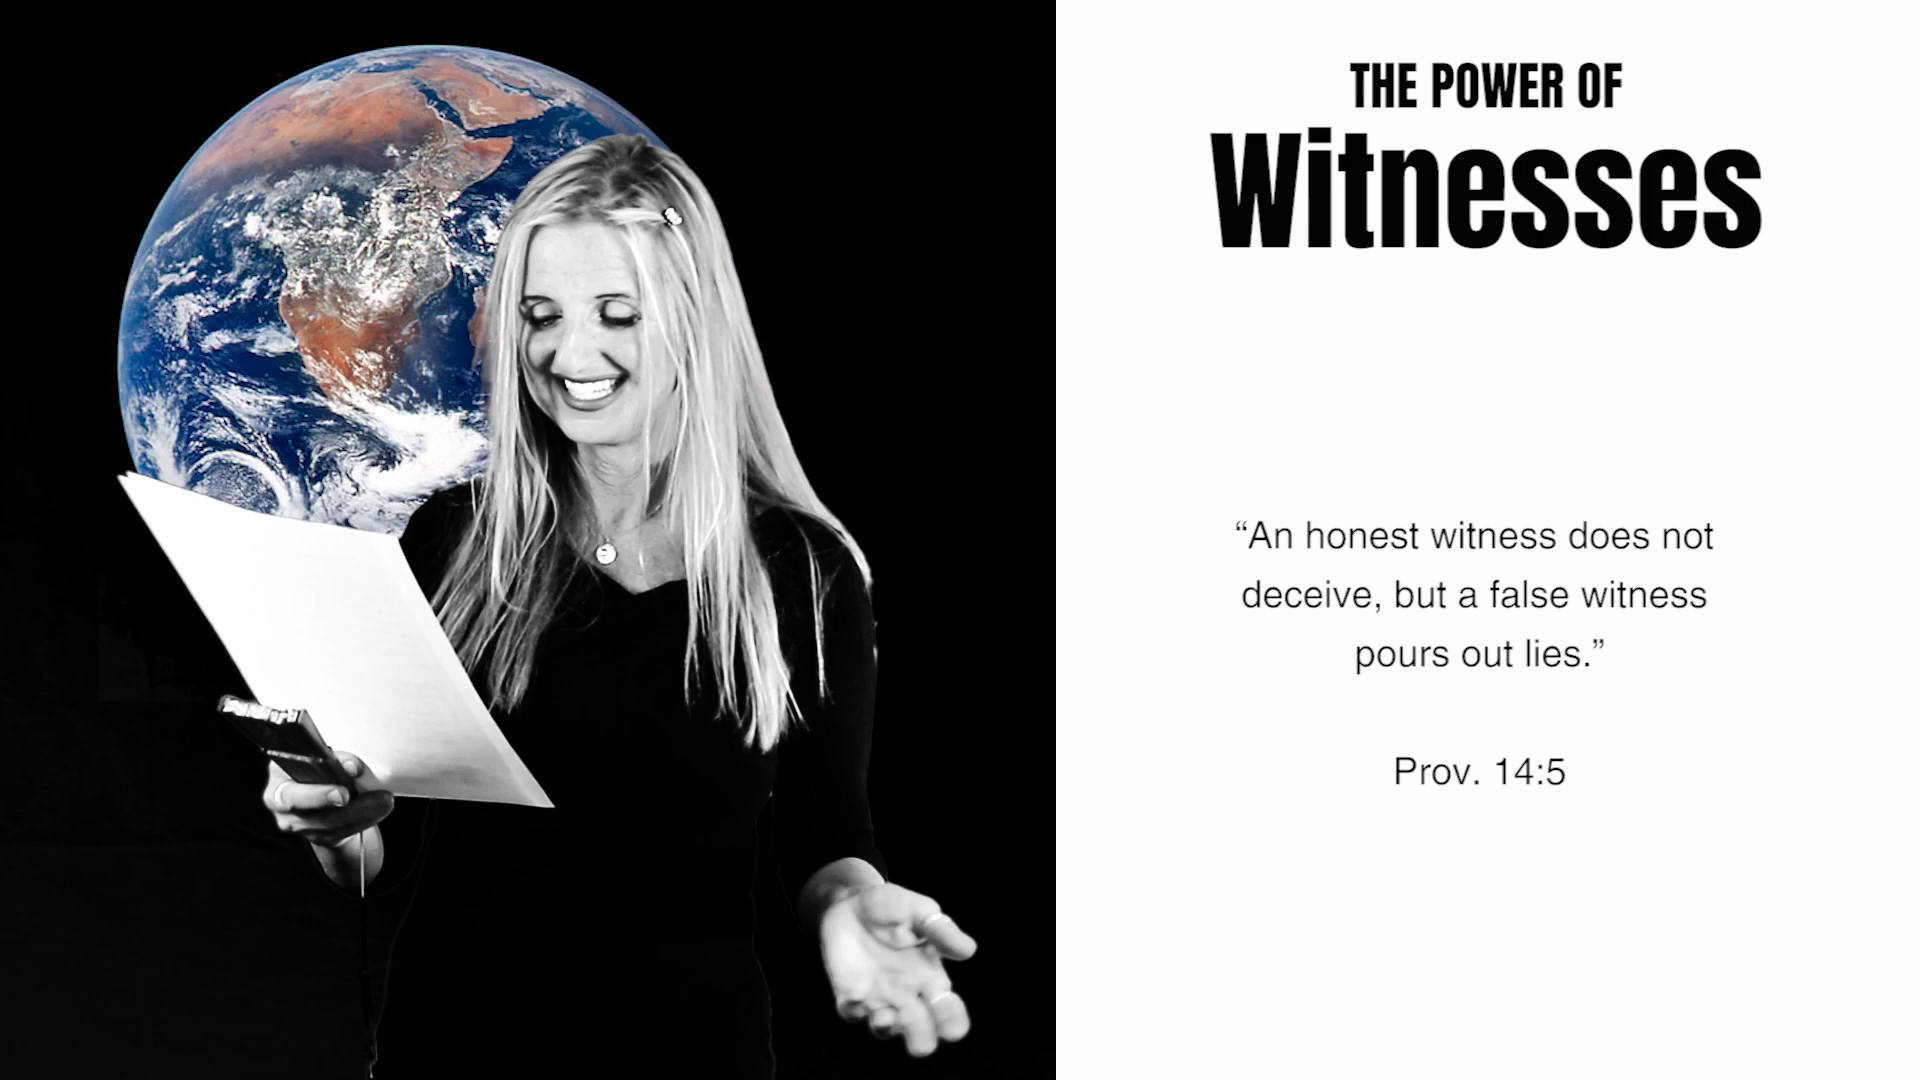 THE POWER OF
Witnesses
“An honest witness does not
deceive, but a false witness
pours out lies.”
Prov. 14:5